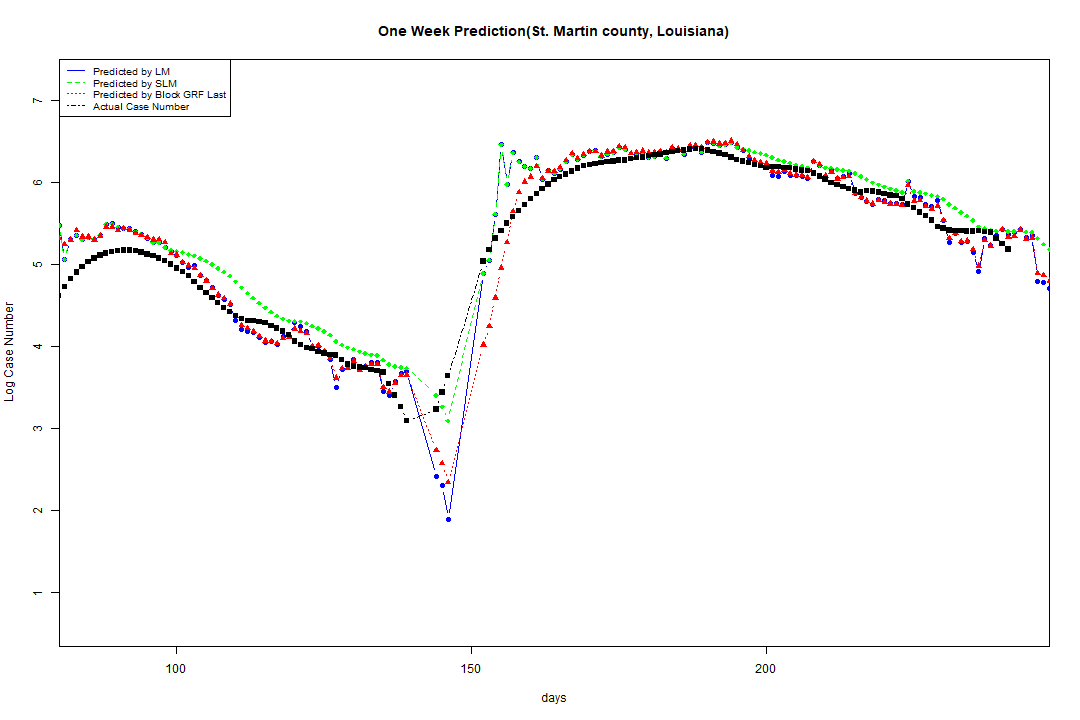 One Week Prediction(St. Martin county, Louisiana)
Predicted by LM
Predicted by SLM
Predicted by Block GRF Last
Actual Case Number
Log Case Number
7
6
5
4
3
2
1
100 150 200
days